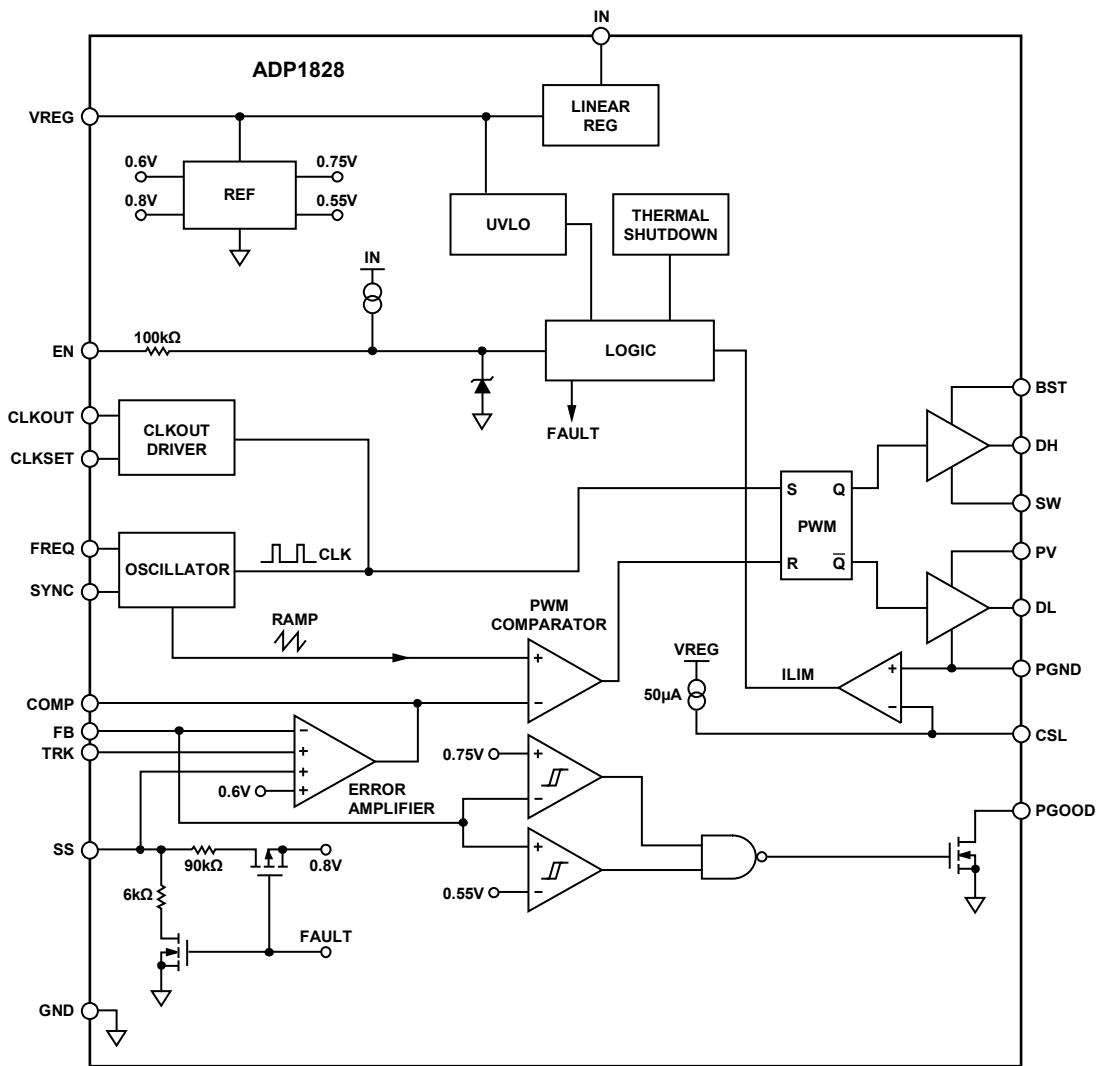 IN
ADP1828
LINEAR
REG
VREG
0.6V
0.75V
REF
0.8V
0.55V
UVLO
THERMAL
SHUTDOWN
IN
EN
100kΩ
LOGIC
FAULT
CLKOUT
CLKSET
CLKOUT
DRIVER
BST
DH
SW
S
Q
PWM
R
Q̅
FREQ
SYNC
OSCILLATOR
CLK
PV
DL
RAMP
PWM
COMPARATOR
+
−
VREG
50µA
ILIM
+
−
PGND
CSL
COMP
FB
TRK
−
+
+
+
0.6V
ERROR
AMPLIFIER
0.75V
+
−
+
−
0.55V
PGOOD
SS
90kΩ
0.8V
6kΩ
FAULT
GND